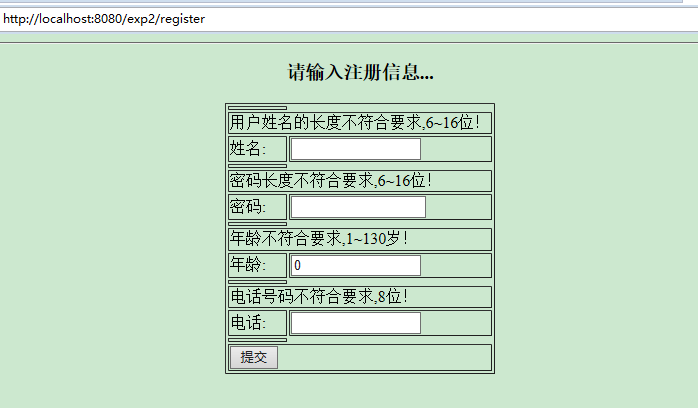 http://localhost:8080/exp2/register
请输入注册信息...
用户姓名的长度不符合要求,6~16位!
姓名:
密码长度不符合要求,6~16位!
密码:
年龄不符合要求,1~130岁!
年龄: 0
电话号码不符合要求,8位!
电话:
提交